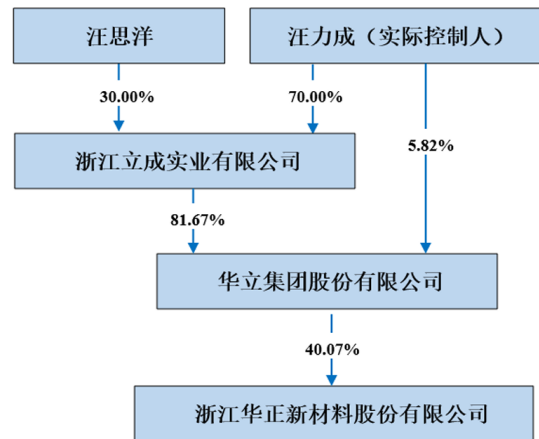 汪思洋
汪力成（实际控制人）
30.00%
70.00%
5.82%
浙江立成实业有限公司
81.67%
华立集团股份有限公司
40.07%
浙江华正新材料股份有限公司